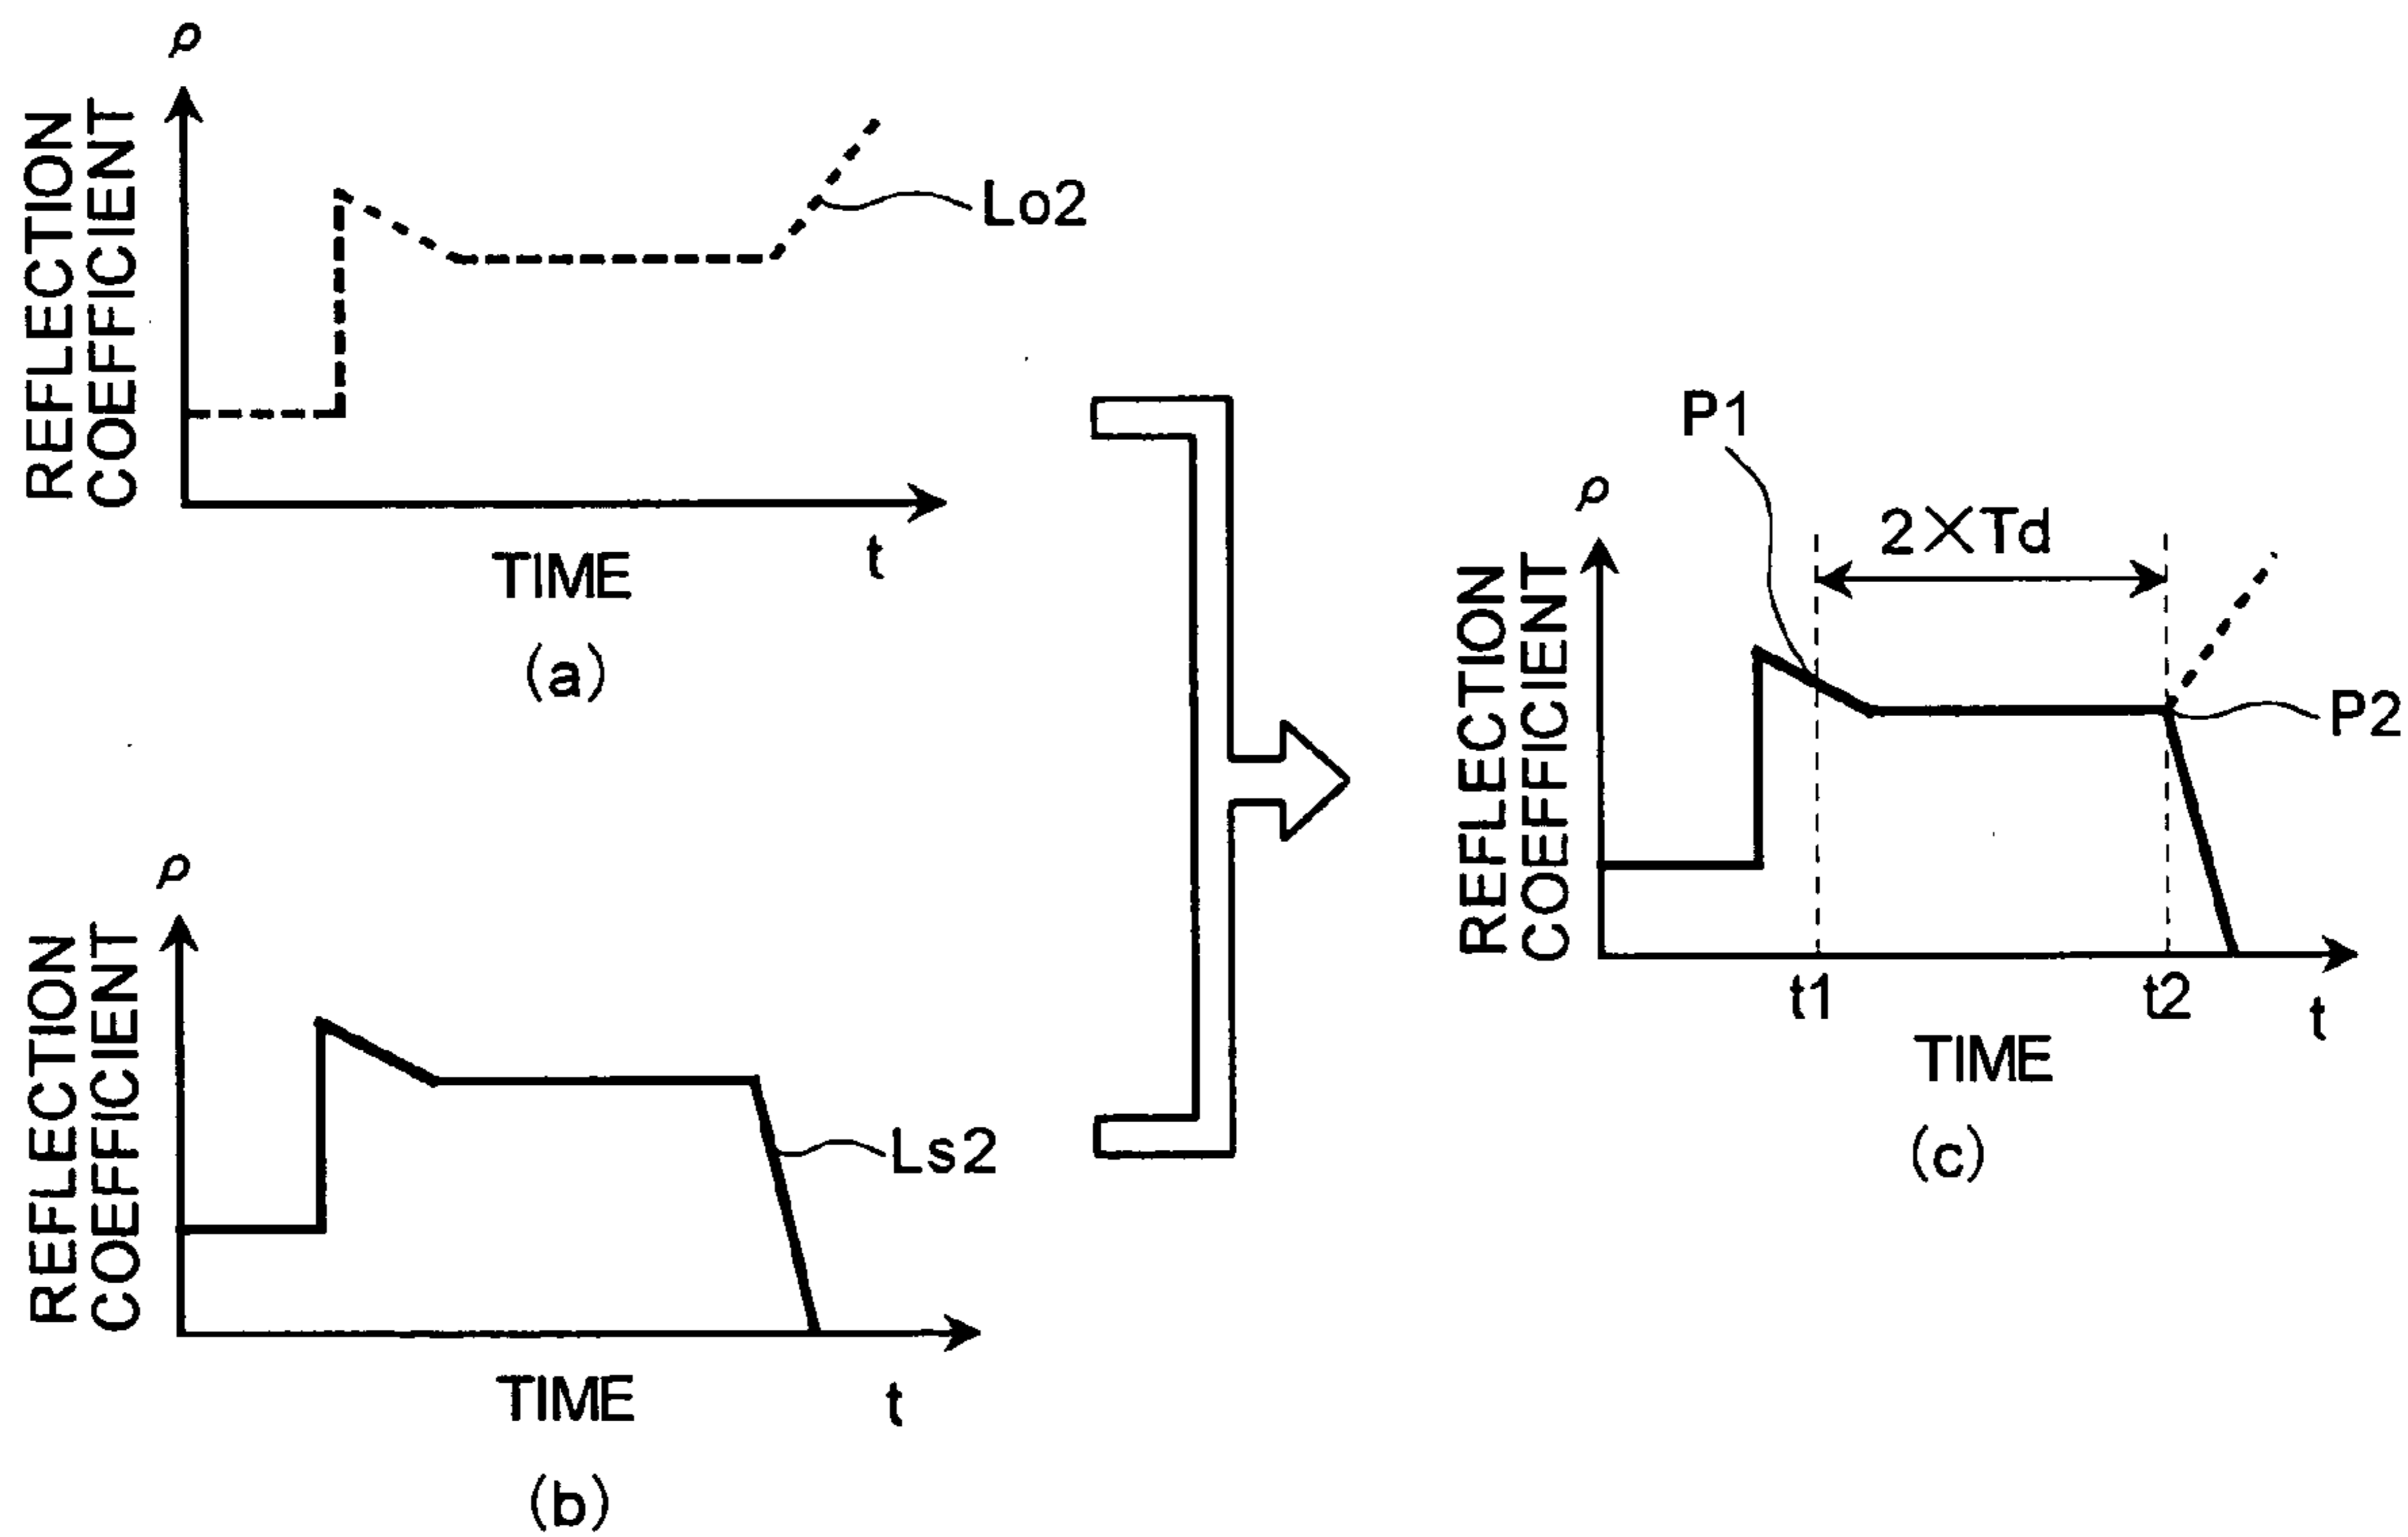 ρ
REFLECTION
COEFFICIENT
Lo2
TIME
t
(a)
ρ
REFLECTION
COEFFICIENT
Ls2
TIME
t
(b)
P1
ρ
2×Td
REFLECTION
COEFFICIENT
P2
t1
t2
t
TIME
(c)